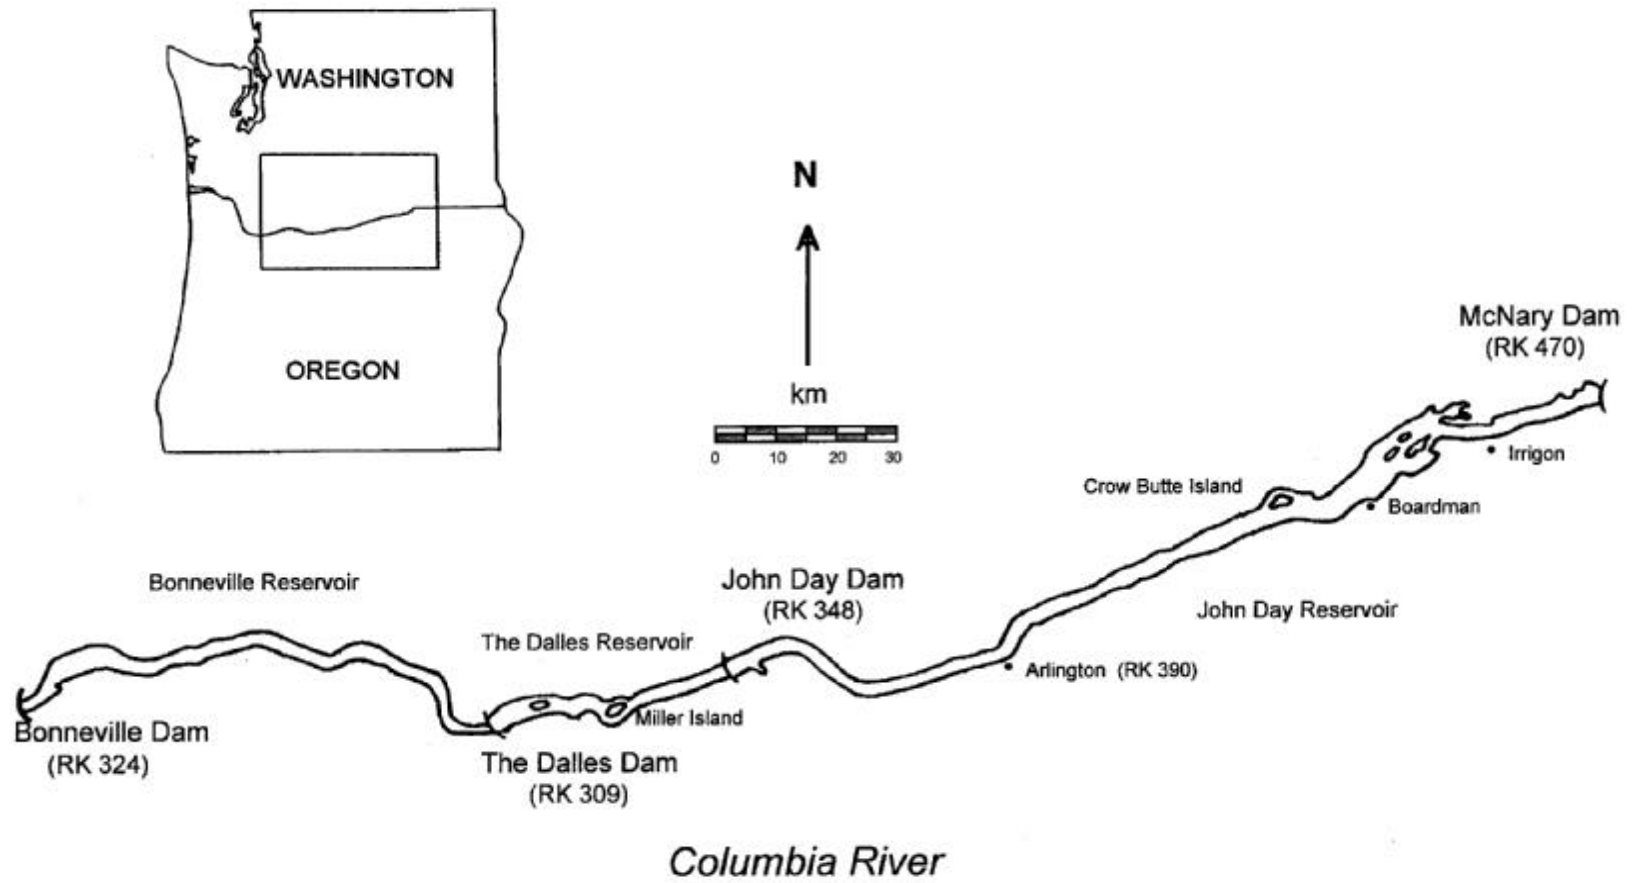 WASHINGTON
OREGON
N
km
0 10 20 30
McNary Dam
(RK 470)
Irrigon
Crow Butte Island
Boardman
John Day Dam
(RK 348)
Bonneville Reservoir
John Day Reservoir
The Dalles Reservoir
Arlington (RK 390)
Miller Island
Bonneville Dam
(RK 324)
The Dalles Dam
(RK 309)
Columbia River